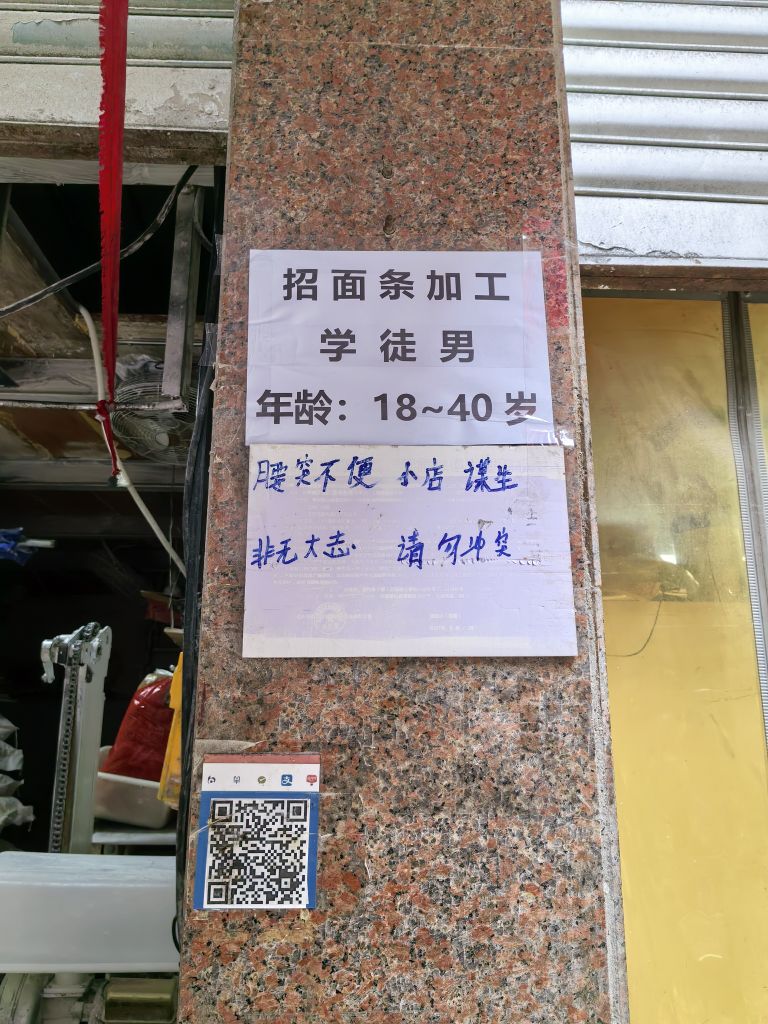 招面条加工
学徒男
年龄：18~40岁
腰突不便 小店 谋生
非无大志. 请勿冲突